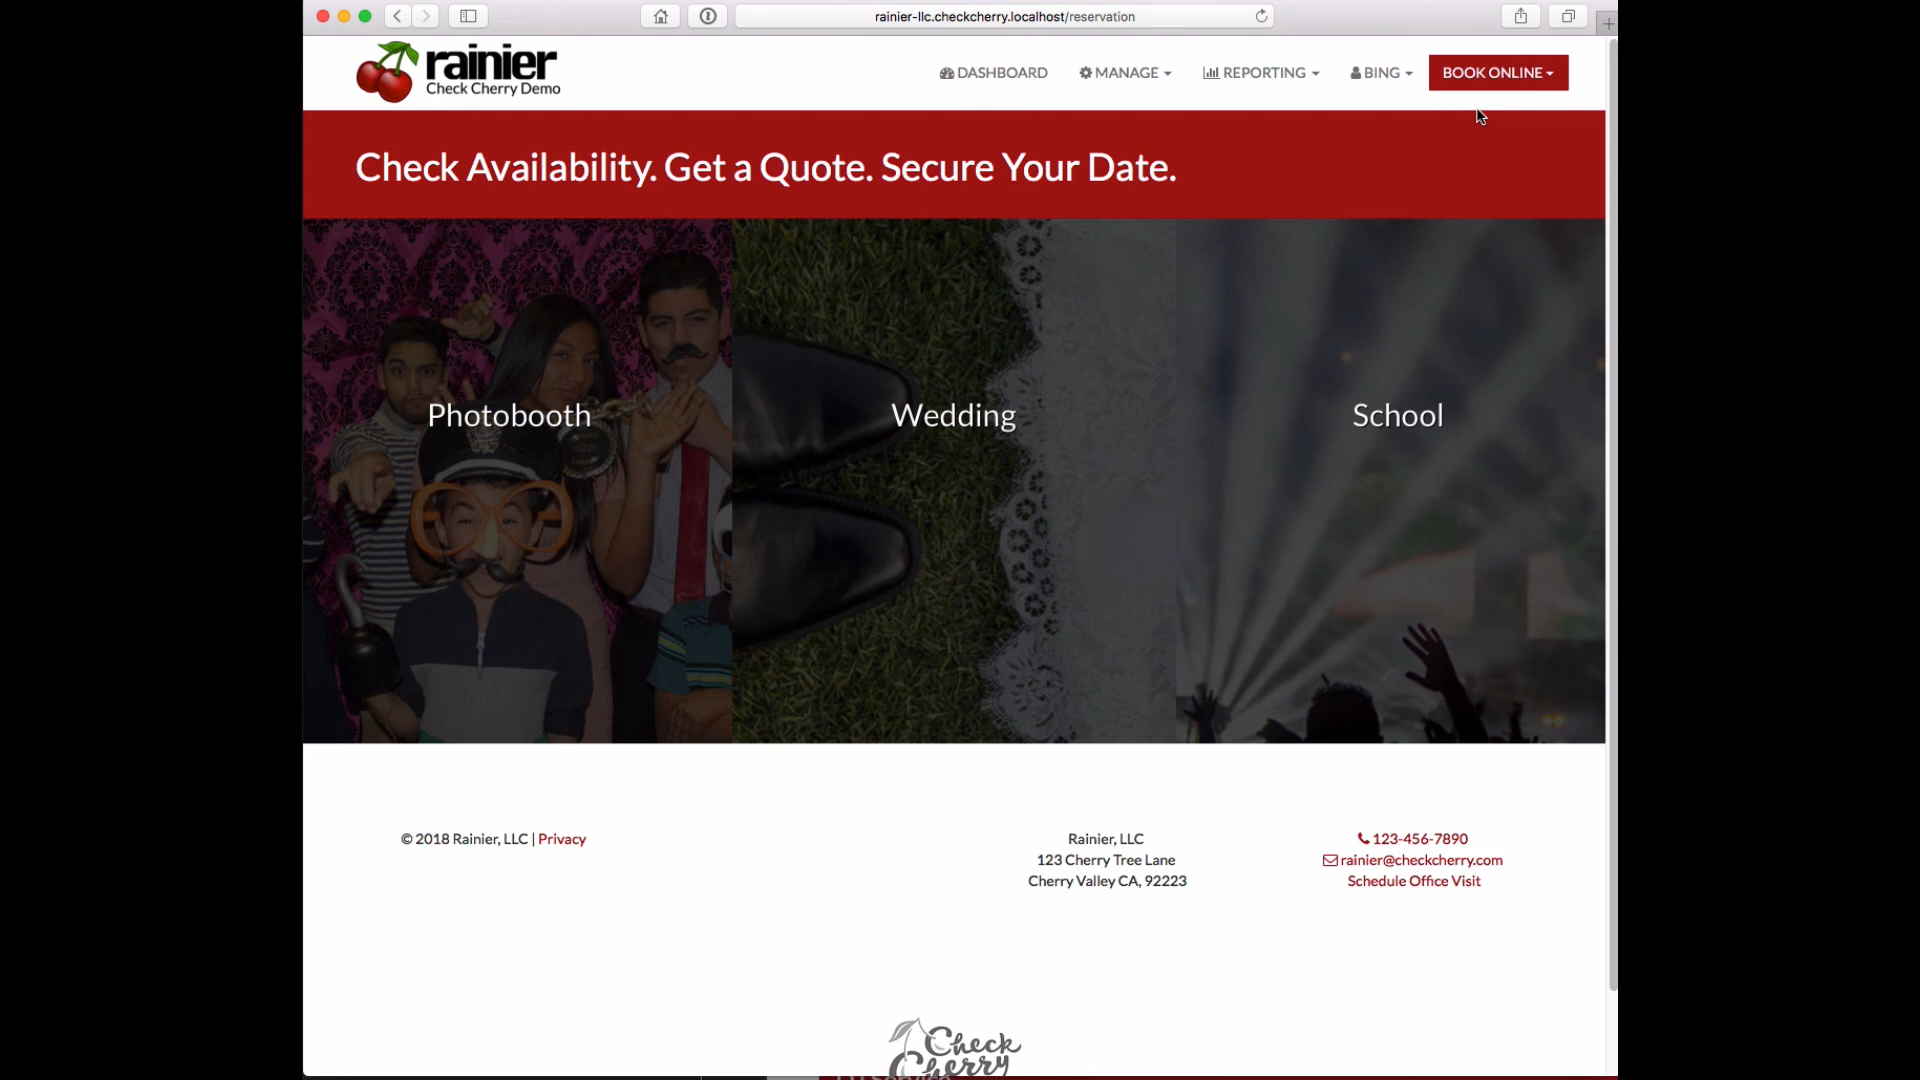 rainier-llc.checkcherry.localhost/reservation
rainier
Check Cherry Demo
DASHBOARD
MANAGE
REPORTING
BING
BOOK ONLINE
Check Availability. Get a Quote. Secure Your Date.
Photobooth
Wedding
School
© 2018 Rainier, LLC | Privacy
Rainier, LLC
123 Cherry Tree Lane
Cherry Valley CA, 92223
123-456-7890
rainier@checkcherry.com
Schedule Office Visit
Check
Cherry